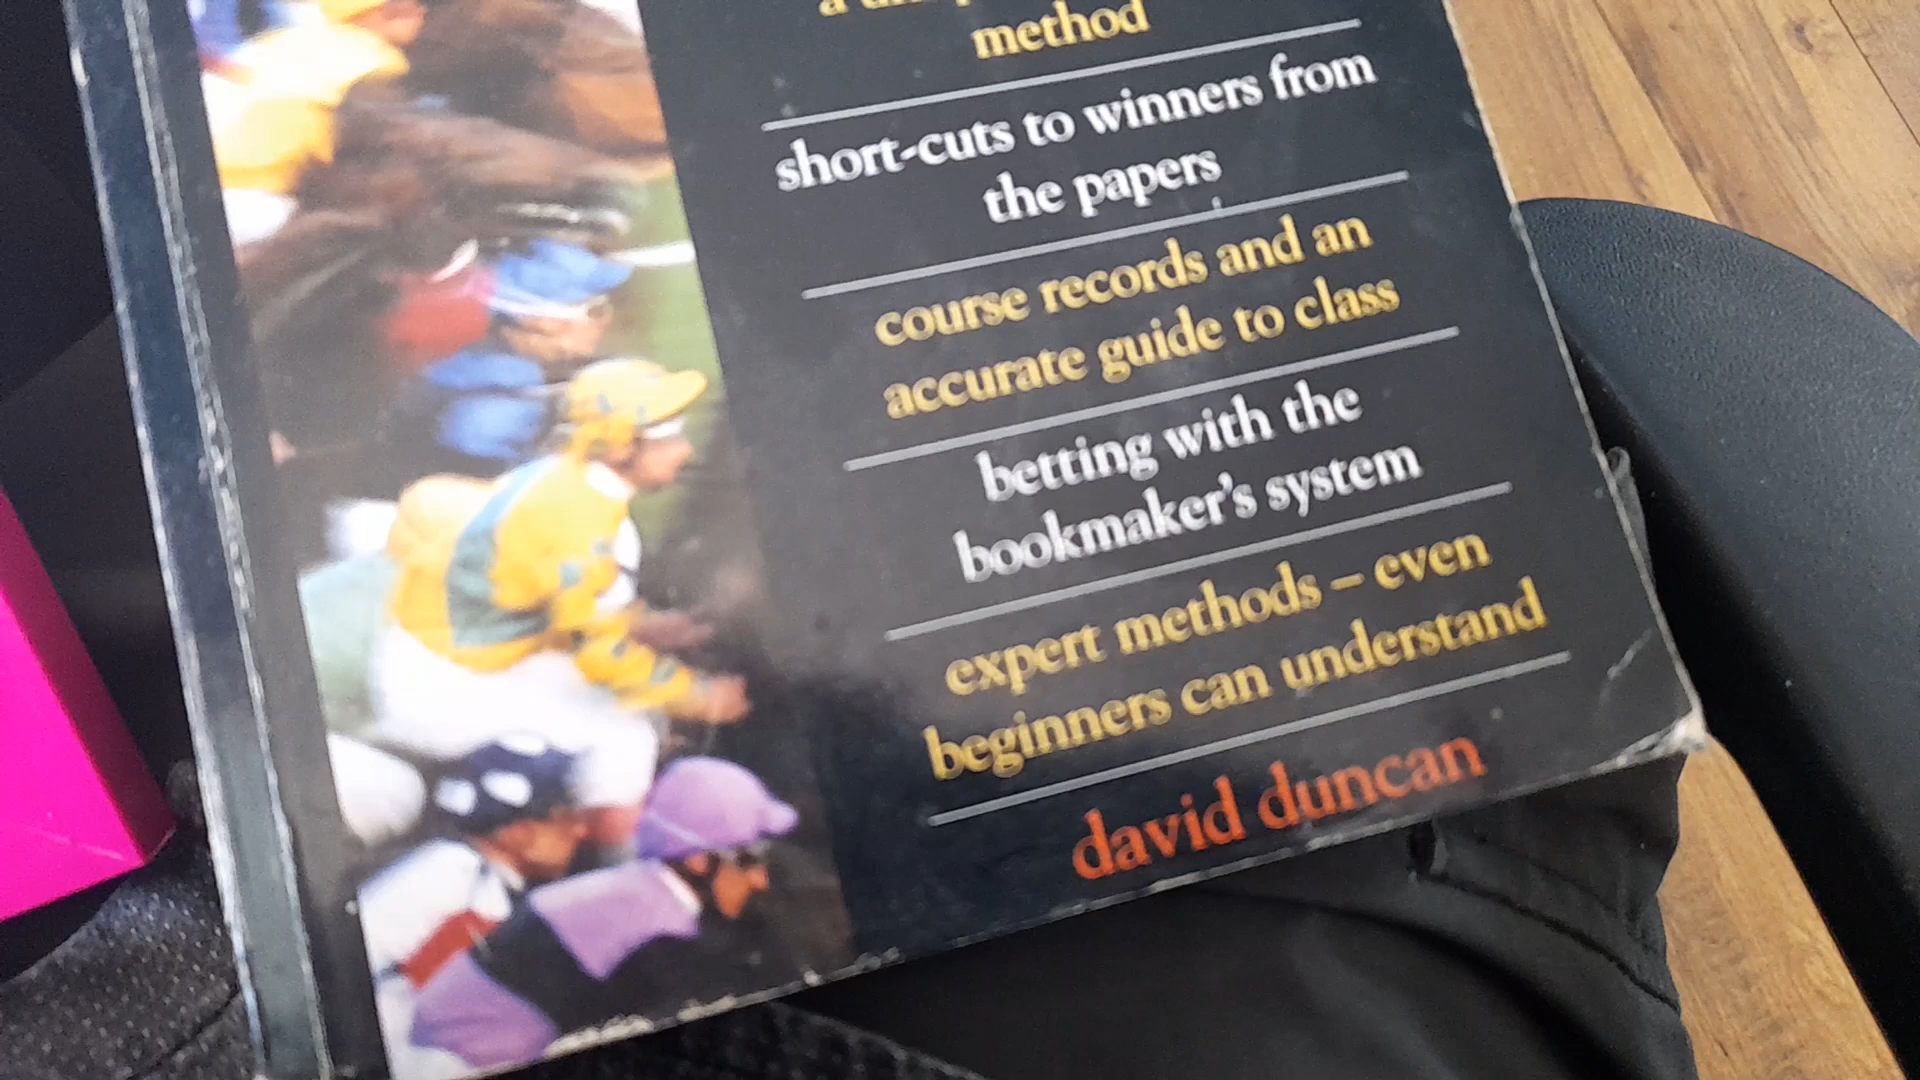 a
method
short-cuts to winners from
the papers
course records and an
accurate guide to class
betting with the
bookmaker's system
expert methods – even
beginners can understand
david duncan